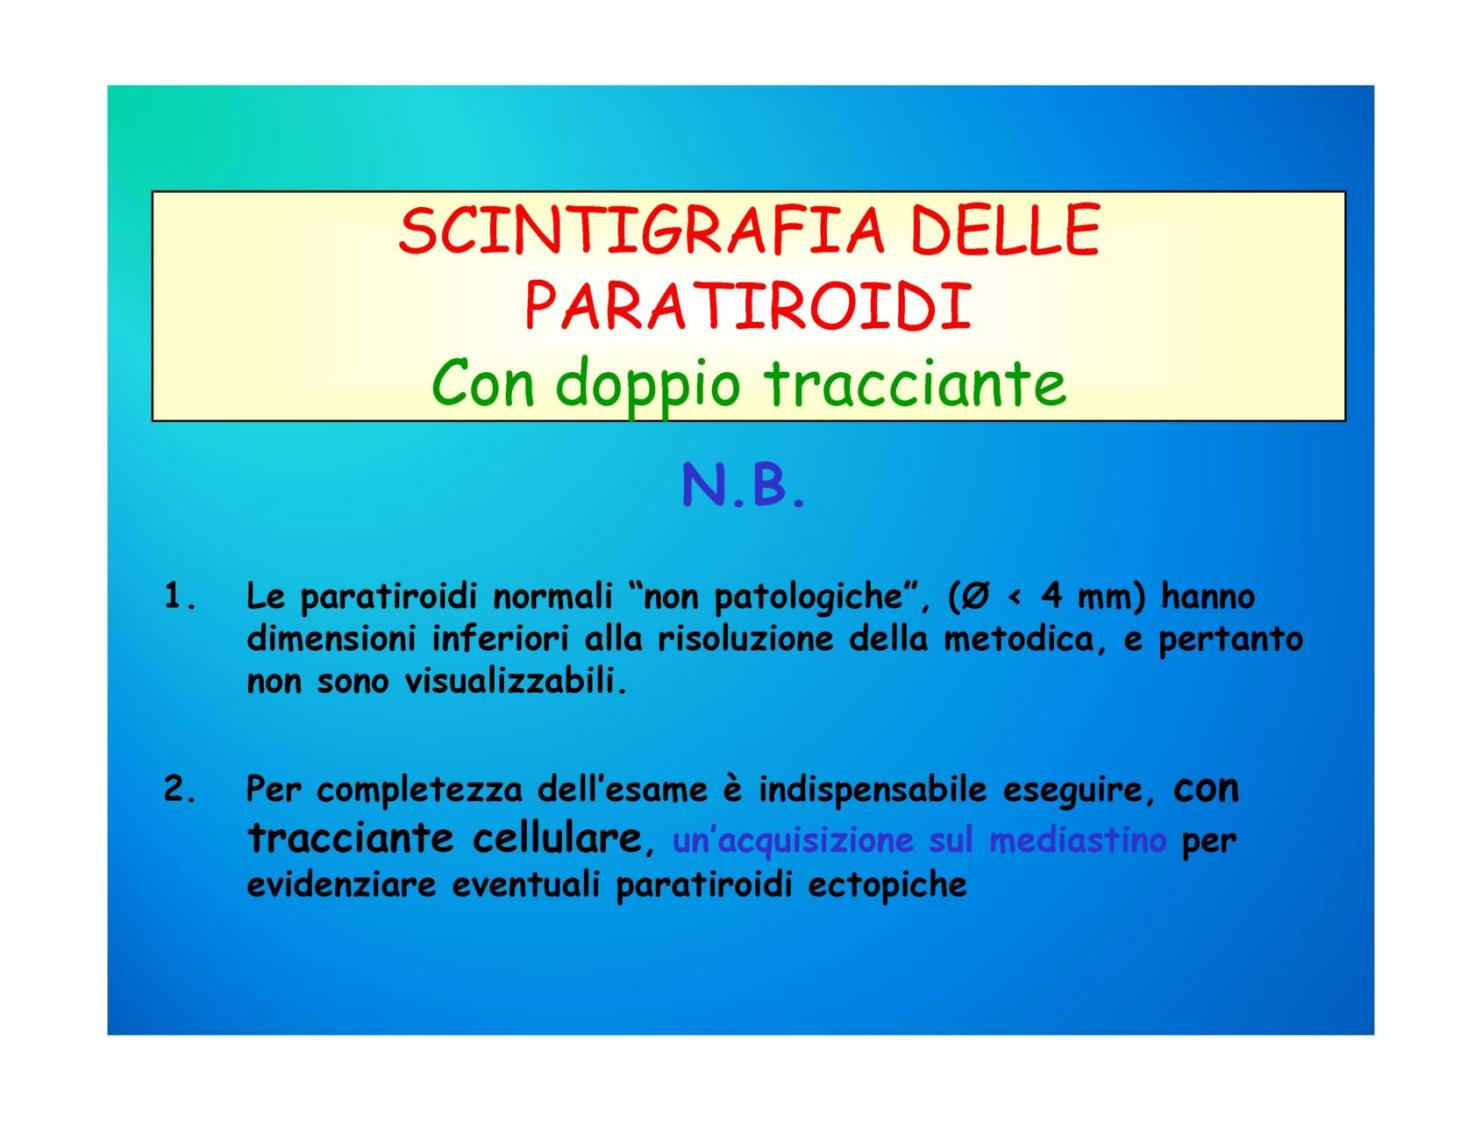 SCINTIGRAFIA DELLE
PARATIROIDI
Con doppio tracciante
N.B.
1. Le paratiroidi normali “non patologiche”, (Ø < 4 mm) hanno
dimensioni inferiori alla risoluzione della metodica, e pertanto
non sono visualizzabili.
2. Per completezza dell’esame è indispensabile eseguire, con
tracciante cellulare, un’acquisizione sul mediastino per
evidenziare eventuali paratiroidi ectopiche